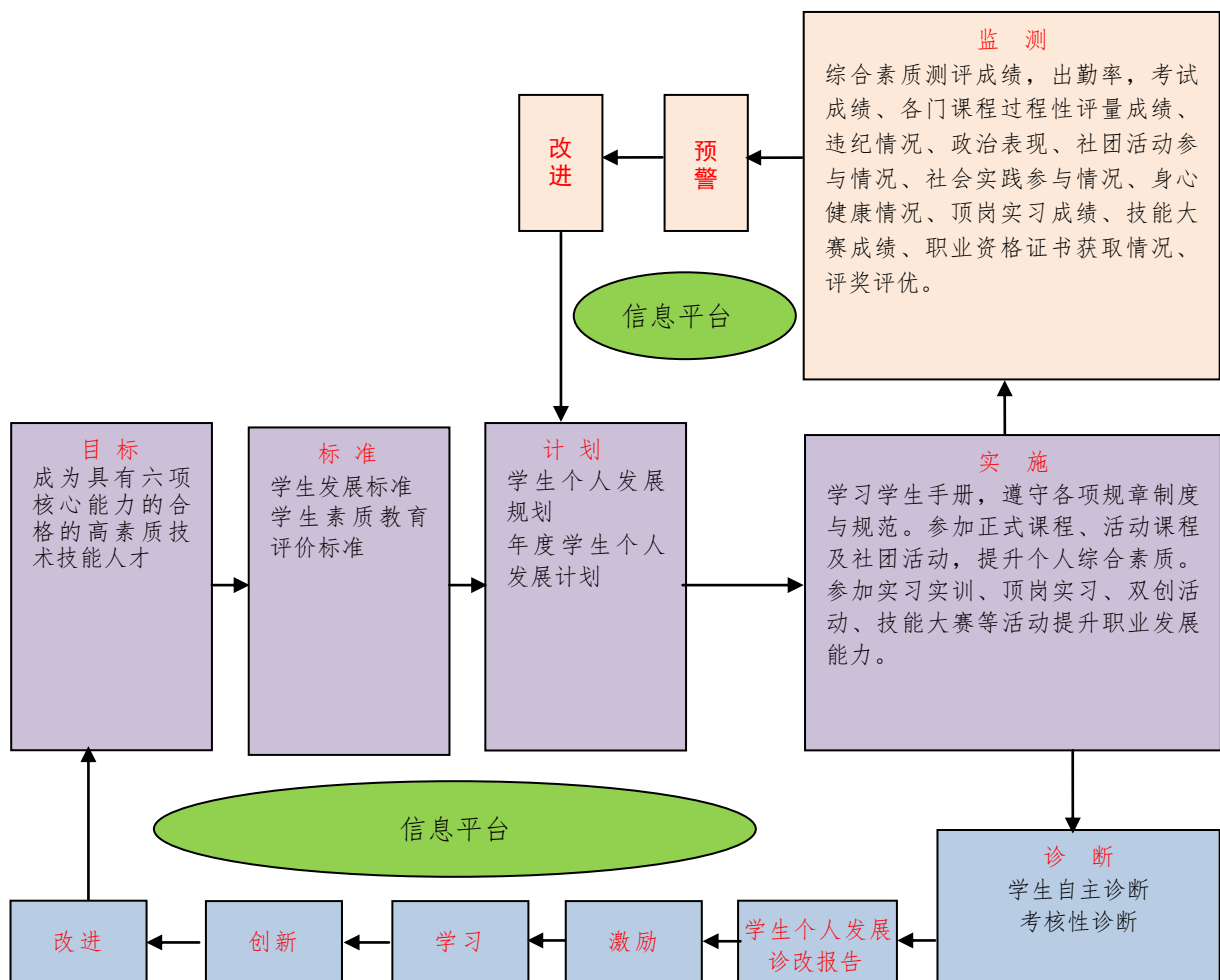 监 测
综合素质测评成绩，出勤率，考试
成绩、各门课程过程性评量成绩、
违纪情况、政治表现、社团活动参
与情况、社会实践参与情况、身心
健康情况、顶岗实习成绩、技能大
赛成绩、职业资格证书获取情况、
评奖评优。
改
进
预
警
信息平台
目 标
成为具有六项
核心能力的合
格的高素质技
术技能人才
标 准
学生发展标准
学生素质教育
评价标准
计 划
学生个人发展
规划
年度学生个人
发展计划
实 施
学习学生手册，遵守各项规章制度
与规范。参加正式课程、活动课程
及社团活动，提升个人综合素质。
参加实习实训、顶岗实习、双创活
动、技能大赛等活动提升职业发展
能力。
信息平台
诊 断
学生自主诊断
考核性诊断
改进
创新
学习
激励
学生个人发展
诊改报告